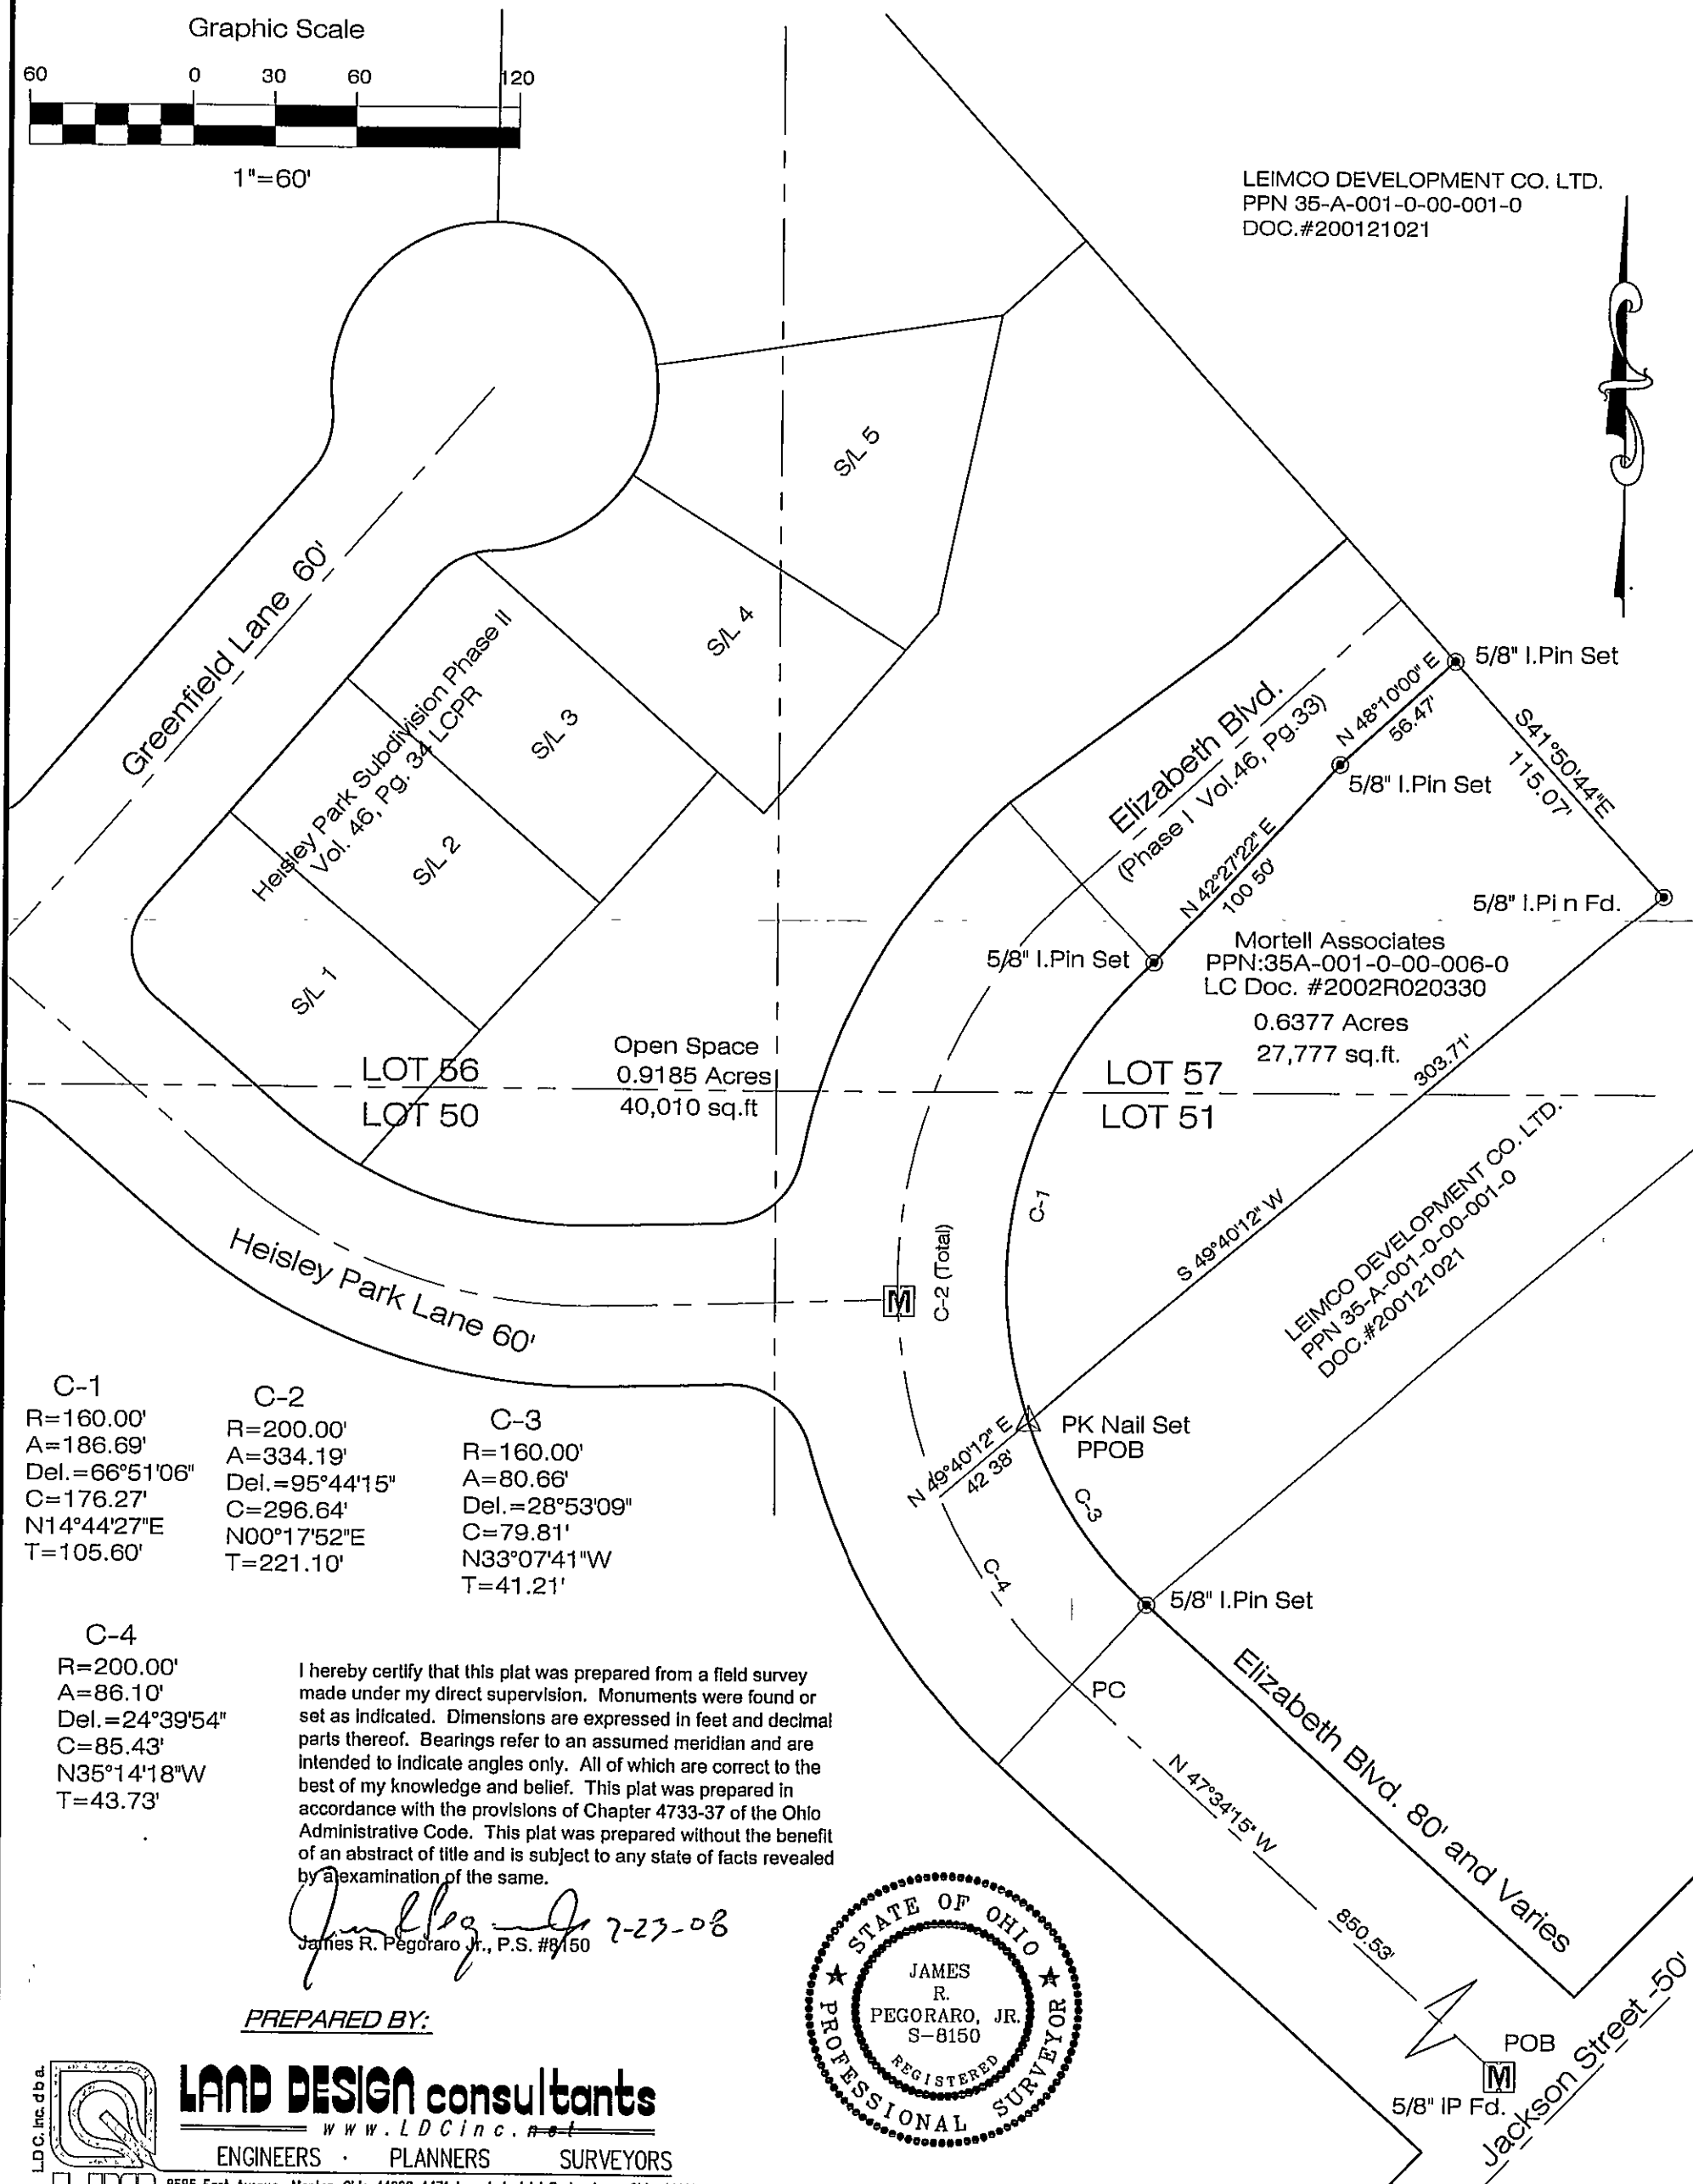 Graphic Scale
60 0 30 60 120
1"=60'
LEIMCO DEVELOPMENT CO. LTD.
PPN 35-A-001-0-00-001-0
DOC.#200121021
S/L 5
S/L 4
S/L 3
S/L 2
S/L 1
Greenfield Lane 60'
Heisley Park Subdivision Phase II
Vol. 46, Pg. 34 LCPR
Elizabeth Blvd.
(Phase I Vol.46, Pg.33)
N 48°10'00" E
56.47'
5/8" I.Pin Set
5/8" I.Pin Set
S41°50'44"E
115.07'
N 42°27'22" E
100 50'
5/8" I.Pi n Fd.
5/8" I.Pin Set
Mortell Associates
PPN:35A-001-0-00-006-0
LC Doc. #2002R020330
0.6377 Acres
27,777 sq.ft.
303.71'
S 49°40'12" W
LOT 56
LOT 50
Open Space
0.9185 Acres
40,010 sq.ft
LOT 57
LOT 51
C-1
C-2 (Total)
M
LEIMCO DEVELOPMENT CO. LTD.
PPN 35-A-001-0-00-001-0
DOC.#200121021
Heisley Park Lane 60'
N 49°40'12" E
42 38'
PK Nail Set
PPOB
C-3
C-4
5/8" I.Pin Set
PC
N 47°34'15" W
850.53'
Elizabeth Blvd. 80' and Varies
POB
M
5/8" IP Fd.
Jackson Street -50'
C-1
R=160.00'
A=186.69'
Del.=66°51'06"
C=176.27'
N14°44'27"E
T=105.60'
C-2
R=200.00'
A=334.19'
Del.=95°44'15"
C=296.64'
N00°17'52"E
T=221.10'
C-3
R=160.00'
A=80.66'
Del.=28°53'09"
C=79.81'
N33°07'41"W
T=41.21'
C-4
R=200.00'
A=86.10'
Del.=24°39'54"
C=85.43'
N35°14'18"W
T=43.73'
I hereby certify that this plat was prepared from a field survey
made under my direct supervision. Monuments were found or
set as indicated. Dimensions are expressed in feet and decimal
parts thereof. Bearings refer to an assumed meridian and are
intended to indicate angles only. All of which are correct to the
best of my knowledge and belief. This plat was prepared in
accordance with the provisions of Chapter 4733-37 of the Ohio
Administrative Code. This plat was prepared without the benefit
of an abstract of title and is subject to any state of facts revealed
by a examination of the same.
7-23-08
James R. Pegoraro Jr., P.S. #8150
STATE OF OHIO
JAMES
R.
PEGORARO, JR.
S-8150
REGISTERED
PROFESSIONAL SURVEYOR
PREPARED BY:
L.D.C. Inc. d b a.
LAND DESIGN consultants
www.LDCinc.net
ENGINEERS · PLANNERS SURVEYORS